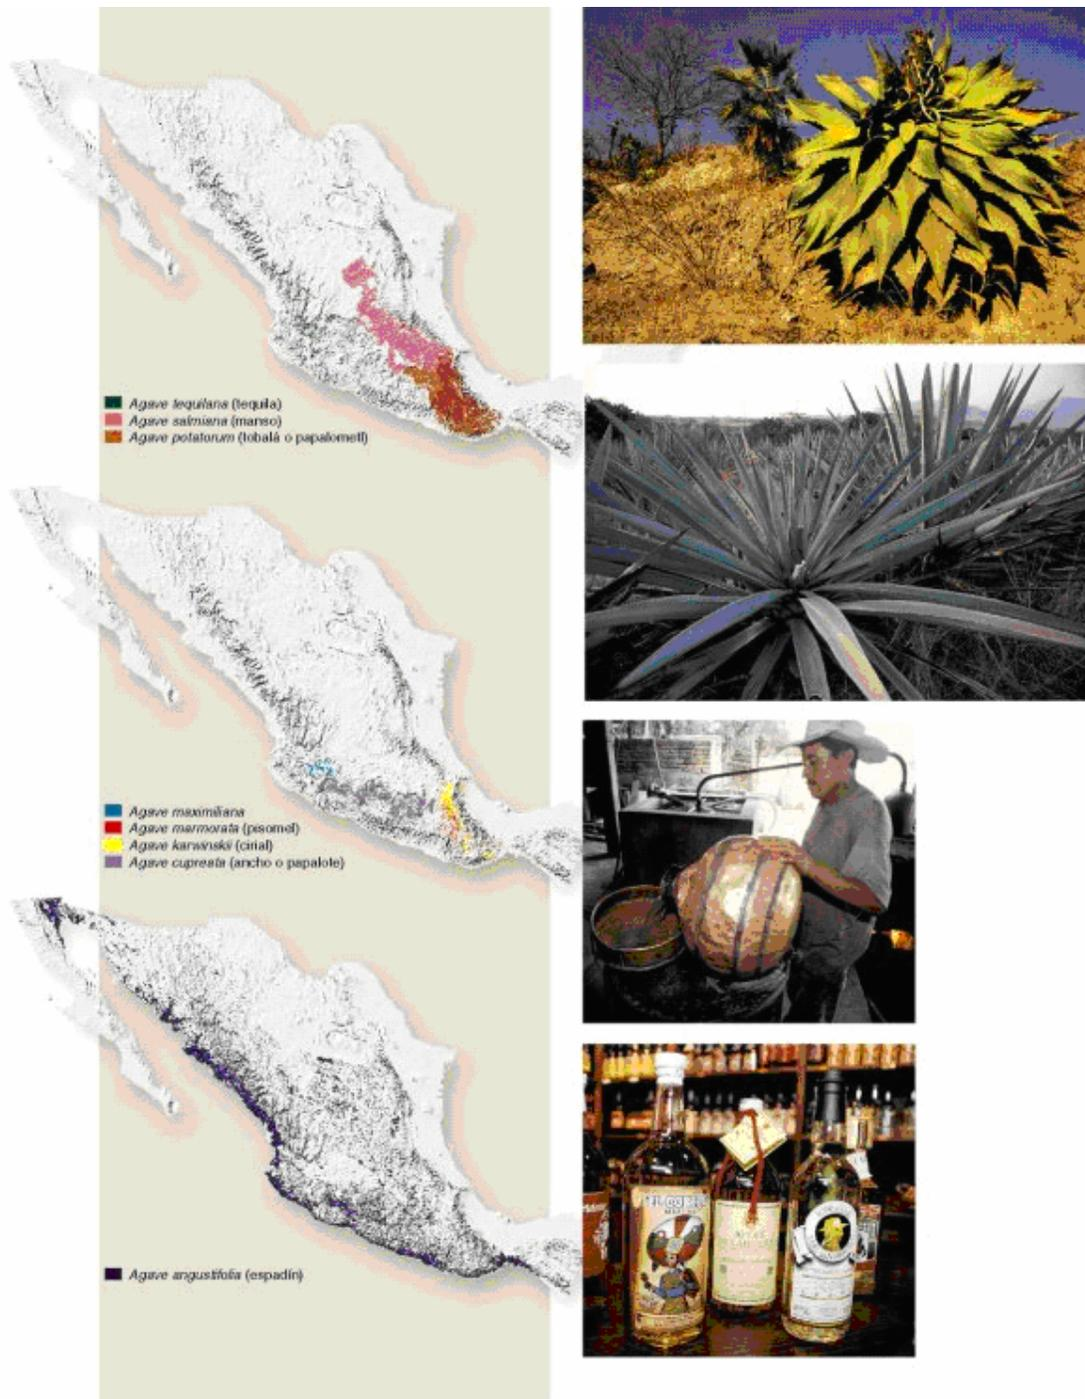 Agave tequilana (tequila)
Agave salmiana (manso)
Agave potatorum (tobalá o papalometl)
Agave maximiliana
Agave marmorata (pisomel)
Agave karwinskii (cirial)
Agave cupreata (ancho o papalote)
Agave angustifolia (espadín)